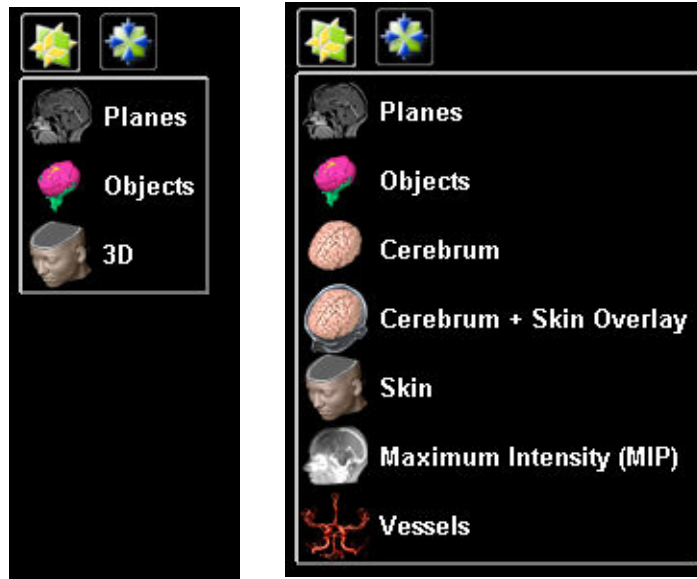 Planes
Objects
3D
Planes
Objects
Cerebrum
Cerebrum + Skin Overlay
Skin
Maximum Intensity (MIP)
Vessels